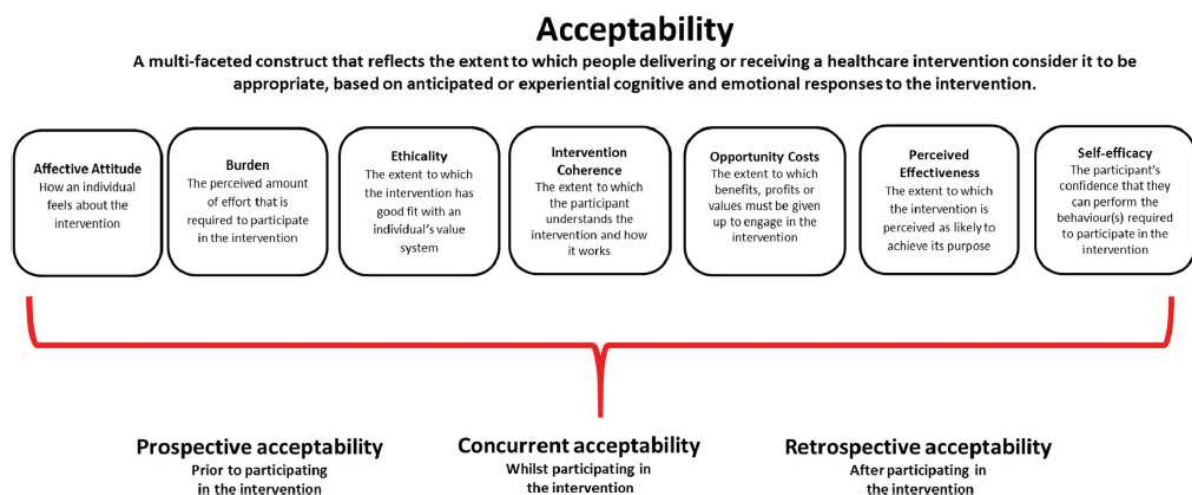 Acceptability
A multi-faceted construct that reflects the extent to which people delivering or receiving a healthcare intervention consider it to be
appropriate, based on anticipated or experiential cognitive and emotional responses to the intervention.
Affective Attitude
How an individual
feels about the
intervention
Burden
The perceived amount
of effort that is
required to participate
in the intervention
Ethicality
The extent to which
the intervention has
good fit with an
individual's value
system
Intervention
Coherence
The extent to which
the participant
understands the
intervention and how
it works
Opportunity Costs
The extent to which
benefits, profits or
values must be given
up to engage in the
intervention
Perceived
Effectiveness
The extent to which
the intervention is
perceived as likely to
achieve its purpose
Self-efficacy
The participant's
confidence that they
can perform the
behaviour(s) required
to participate in the
intervention
Prospective acceptability
Prior to participating
in the intervention
Concurrent acceptability
Whilst participating in
the intervention
Retrospective acceptability
After participating in
the intervention